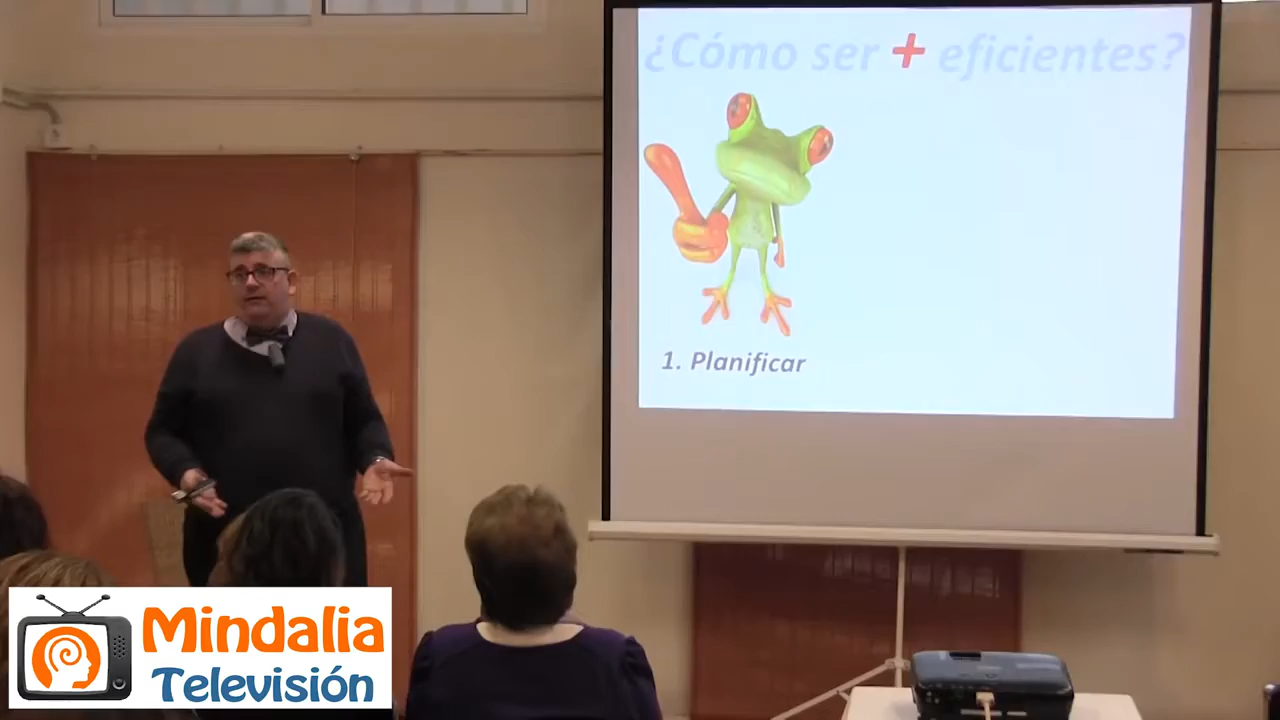 ¿Cómo ser + eficientes?
1. Planificar
Mindalia
Televisión